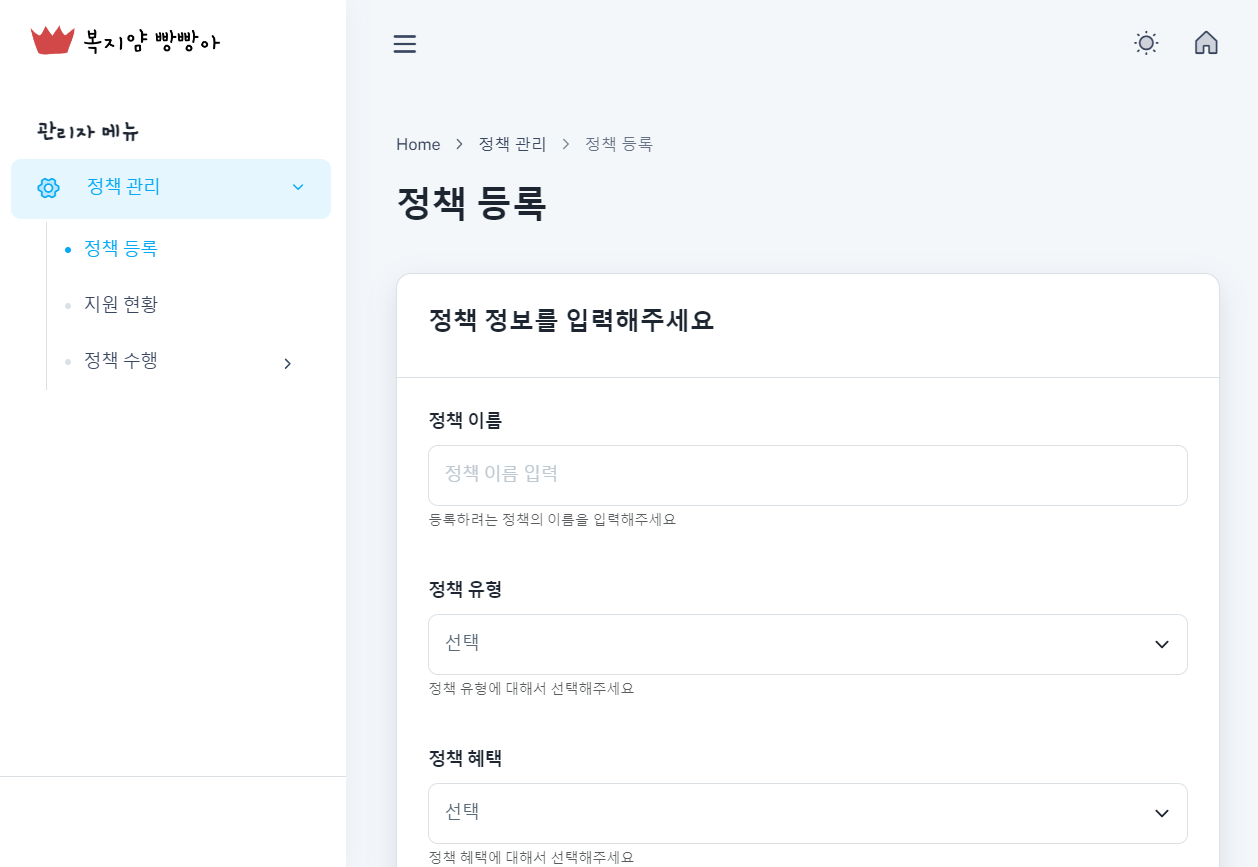 복지얌 빵빵아
관리자 메뉴
정책 관리
정책 등록
지원 현황
정책 수행
Home > 정책 관리 > 정책 등록
정책 등록
정책 정보를 입력해주세요
정책 이름
정책 이름 입력
등록하려는 정책의 이름을 입력해주세요
정책 유형
선택
정책 유형에 대해서 선택해주세요
정책 혜택
선택
정책 혜택에 대해서 선택해주세요